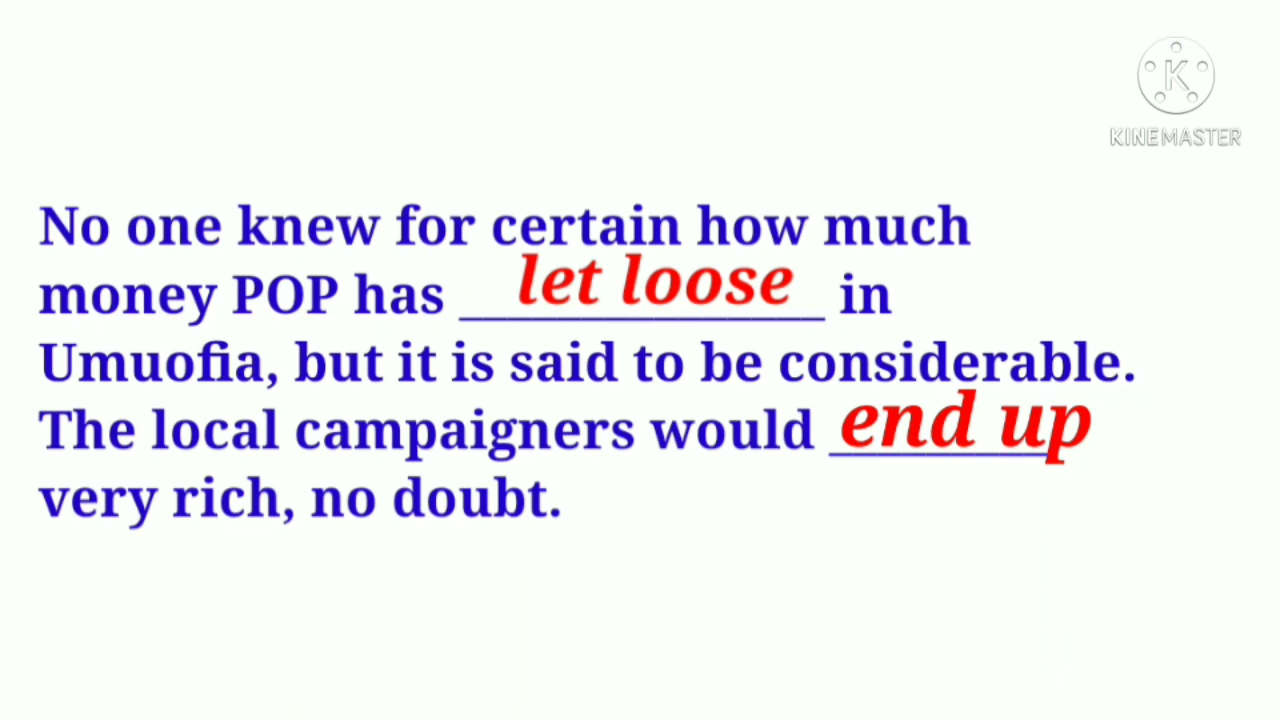 K
KINEMASTER
No one knew for certain how much
money POP has let loose in
Umuofia, but it is said to be considerable.
The local campaigners would end up
very rich, no doubt.